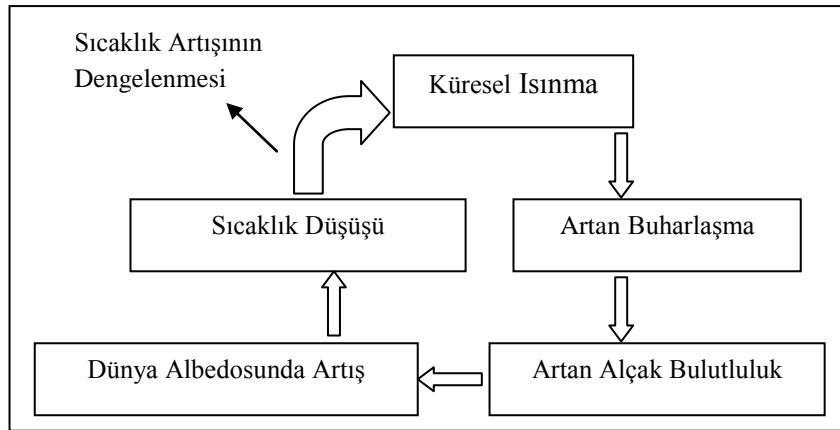 Sıcaklık Artışının
Dengelenmesi
Küresel Isınma
Sıcaklık Düşüşü
Artan Buharlaşma
Dünya Albedosunda Artış
Artan Alçak Bulutluluk